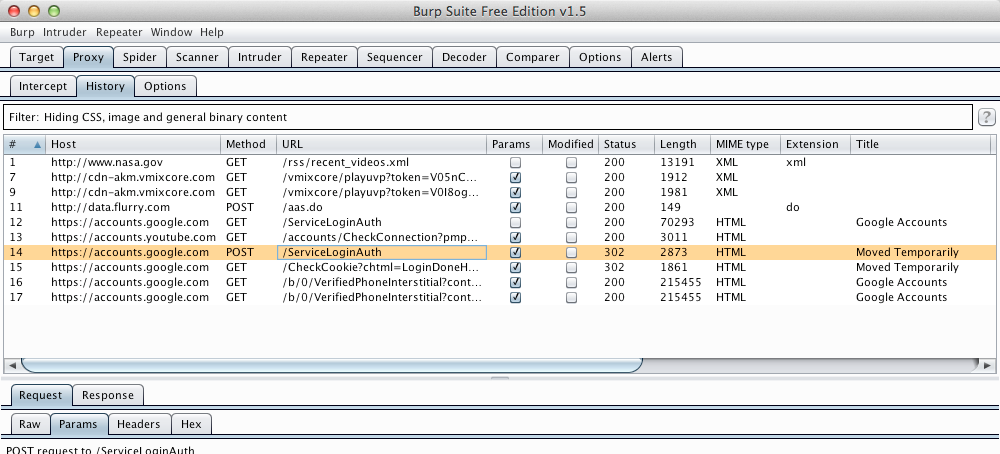 Burp Suite Free Edition v1.5
Burp Intruder Repeater Window Help
Target Proxy Spider Scanner Intruder Repeater Sequencer Decoder Comparer Options Alerts
Intercept History Options
Filter: Hiding CSS, image and general binary content ?
# Host Method URL Params Modified Status Length MIME type Extension Title
1 http://www.nasa.gov GET /rss/recent_videos.xml 200 13191 XML xml
7 http://cdn-akm.vmixcore.com GET /vmixcore/playuvp?token=V05nC... 200 1912 XML
9 http://cdn-akm.vmixcore.com GET /vmixcore/playuvp?token=V0l8og... 200 1981 XML
11 http://data.flurry.com POST /aas.do 200 149 do
12 https://accounts.google.com GET /ServiceLoginAuth 200 70293 HTML Google Accounts
13 https://accounts.youtube.com GET /accounts/CheckConnection?pmp... 200 3011 HTML
14 https://accounts.google.com POST /ServiceLoginAuth 302 2873 HTML Moved Temporarily
15 https://accounts.google.com GET /CheckCookie?chtml=LoginDoneH... 302 1861 HTML Moved Temporarily
16 https://accounts.google.com GET /b/0/VerifiedPhoneInterstitial?cont... 200 215455 HTML Google Accounts
17 https://accounts.google.com GET /b/0/VerifiedPhoneInterstitial?cont... 200 215455 HTML Google Accounts
Request Response
Raw Params Headers Hex
POST request to /ServiceLoginAuth